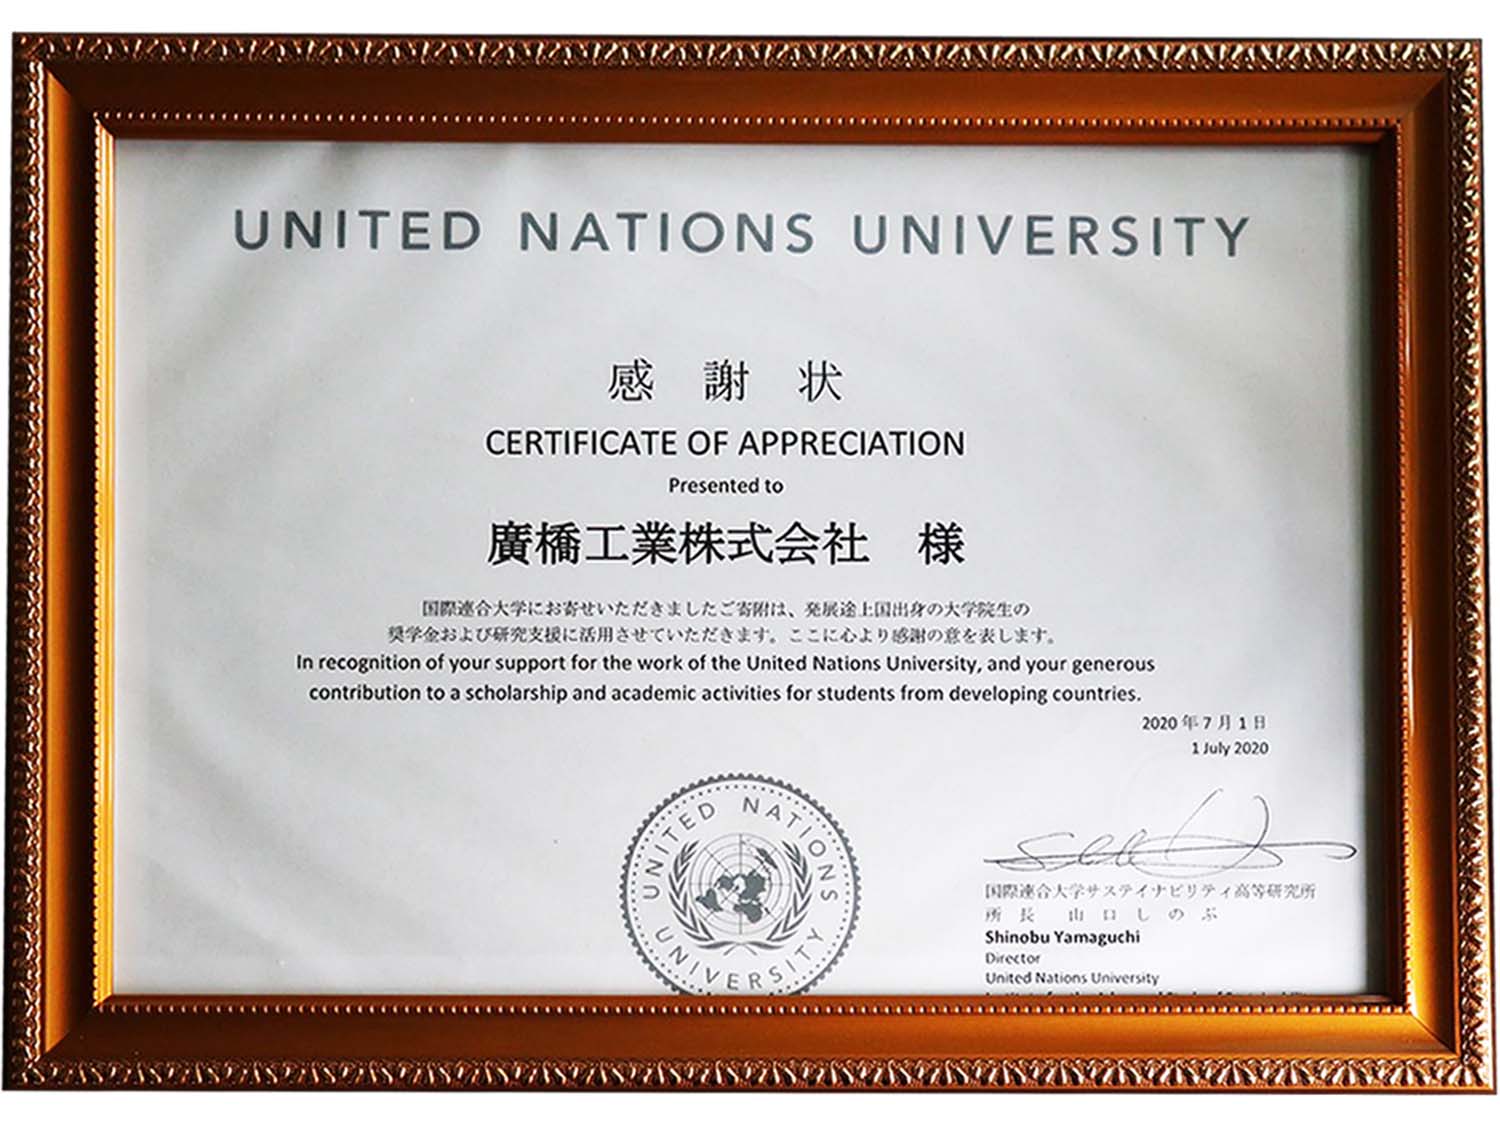 UNITED NATIONS UNIVERSITY
感 謝 状
CERTIFICATE OF APPRECIATION
Presented to
廣橋工業株式会社 様
国際連合大学にお寄せいただきましたご寄附は、発展途上国出身の大学院生の
奨学金および研究支援に活用させていただきます。ここに心より感謝の意を表します。
In recognition of your support for the work of the United Nations University, and your generous
contribution to a scholarship and academic activities for students from developing countries.
2020 年 7 月 1 日
1 July 2020
UNITED NATIONS
UNIVERSITY
国際連合大学サステイナビリティ高等研究所
所 長 山 口 し の ぶ
Shinobu Yamaguchi
Director
United Nations University